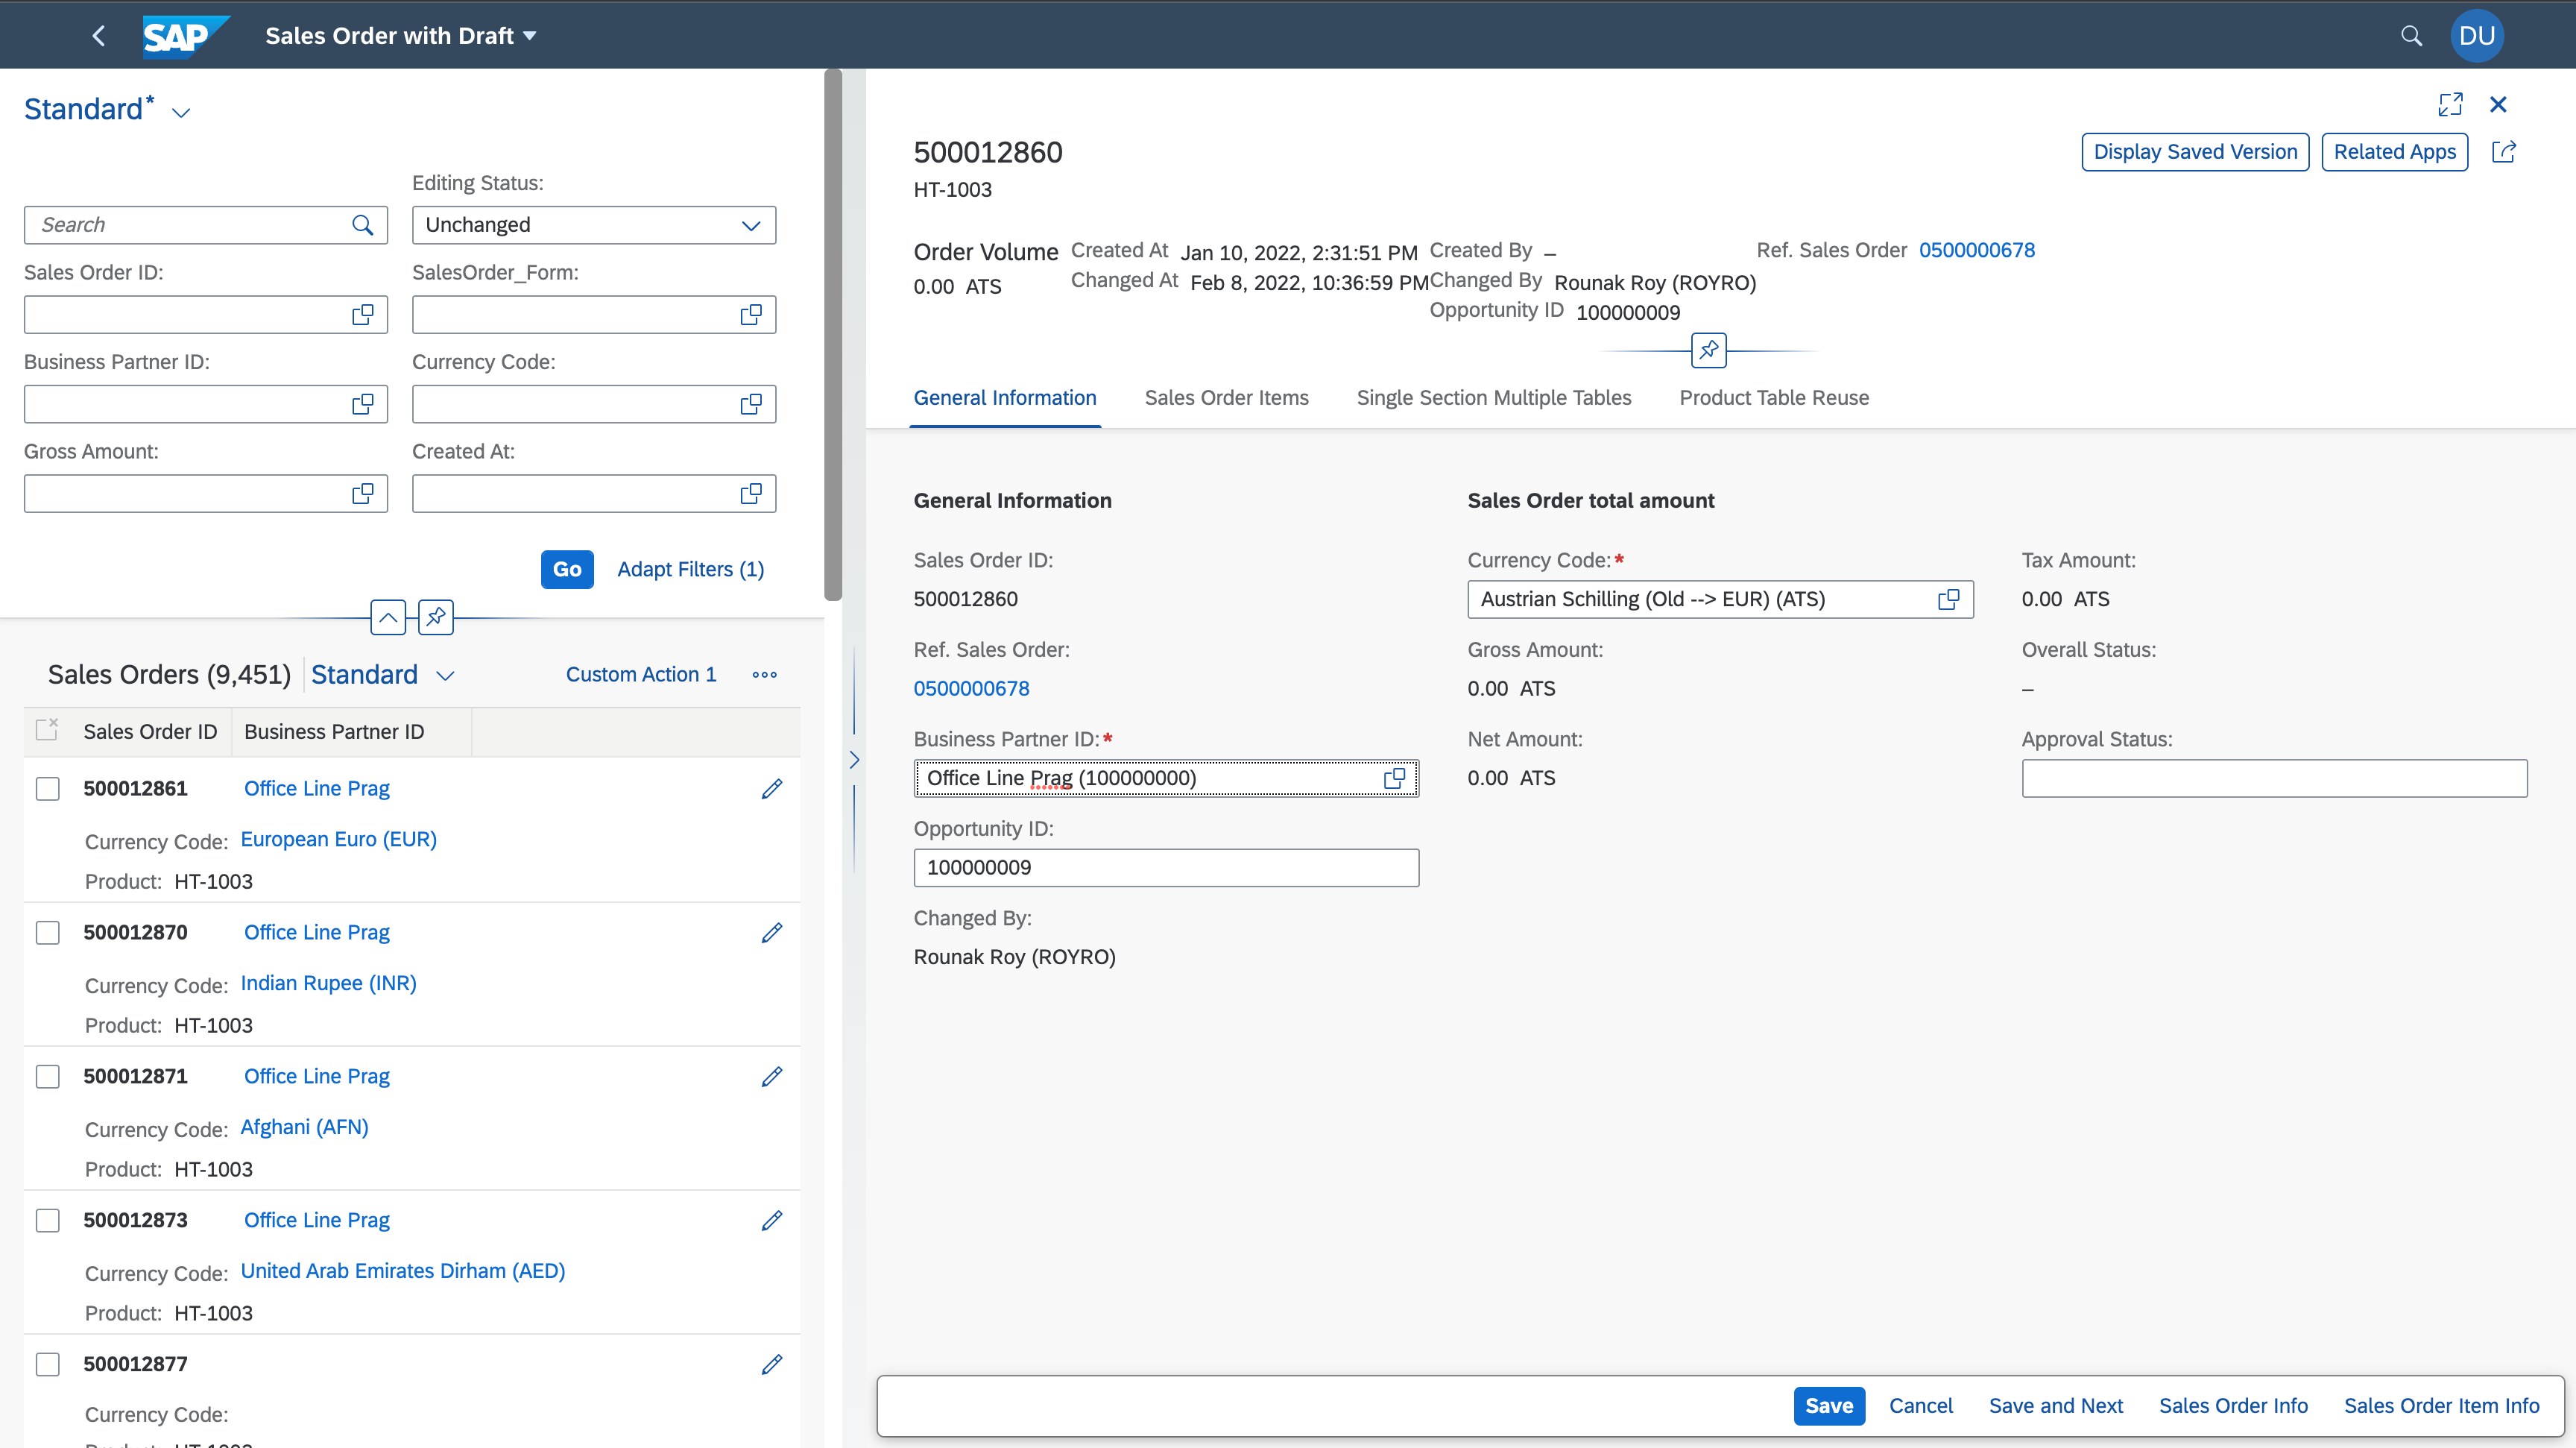 SAP Sales Order with Draft DU
Standard*
Editing Status:
Search Unchanged
Sales Order ID: SalesOrder_Form:
Business Partner ID: Currency Code:
Gross Amount: Created At:
Go Adapt Filters (1)
Sales Orders (9,451) Standard Custom Action 1
Sales Order ID Business Partner ID
500012861 Office Line Prag
Currency Code: European Euro (EUR)
Product: HT-1003
500012870 Office Line Prag
Currency Code: Indian Rupee (INR)
Product: HT-1003
500012871 Office Line Prag
Currency Code: Afghani (AFN)
Product: HT-1003
500012873 Office Line Prag
Currency Code: United Arab Emirates Dirham (AED)
Product: HT-1003
500012877
Currency Code:
500012860
HT-1003
Display Saved Version Related Apps
Order Volume
0.00 ATS
Created At Jan 10, 2022, 2:31:51 PM
Changed At Feb 8, 2022, 10:36:59 PM
Created By –
Changed By Rounak Roy (ROYRO)
Opportunity ID 100000009
Ref. Sales Order 0500000678
General Information Sales Order Items Single Section Multiple Tables Product Table Reuse
General Information
Sales Order ID:
500012860
Ref. Sales Order:
0500000678
Business Partner ID:*
Office Line Prag (100000000)
Opportunity ID:
100000009
Changed By:
Rounak Roy (ROYRO)
Sales Order total amount
Currency Code:*
Austrian Schilling (Old --> EUR) (ATS)
Gross Amount:
0.00 ATS
Net Amount:
0.00 ATS
Tax Amount:
0.00 ATS
Overall Status:
–
Approval Status:
Save Cancel Save and Next Sales Order Info Sales Order Item Info